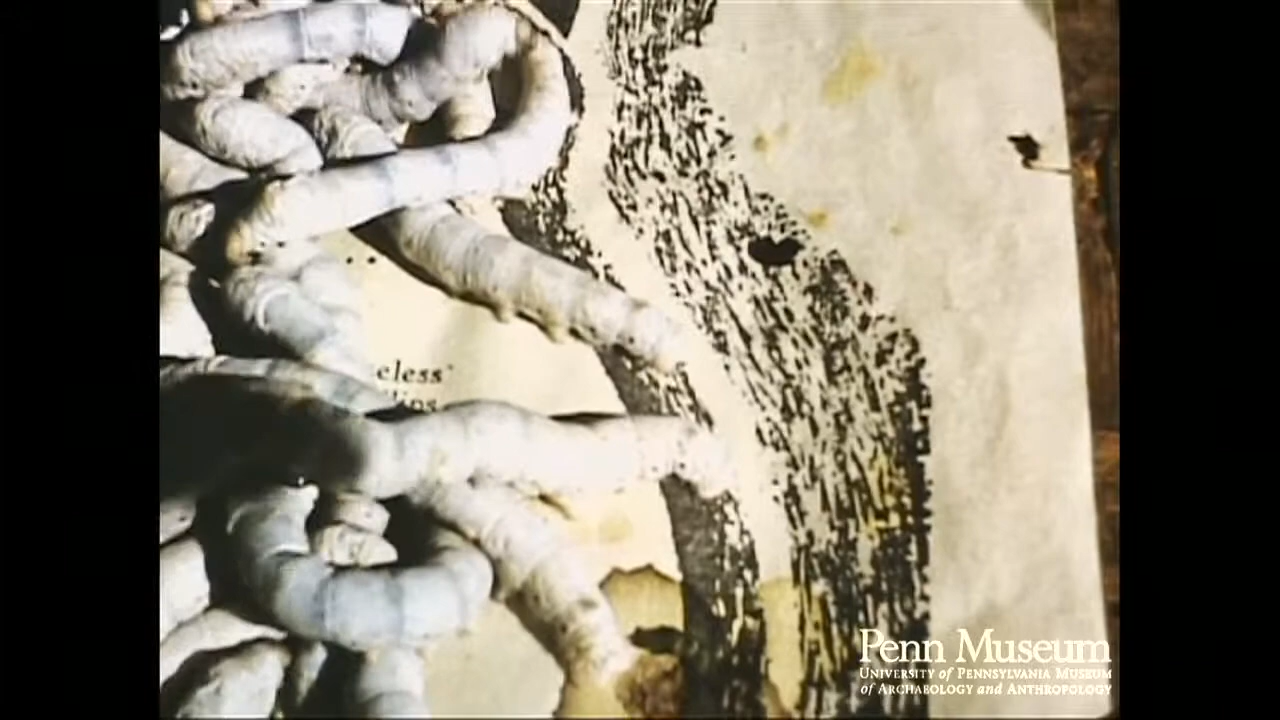 eless
Penn Museum
UNIVERSITY of PENNSYLVANIA MUSEUM
of ARCHAEOLOGY and ANTHROPOLOGY